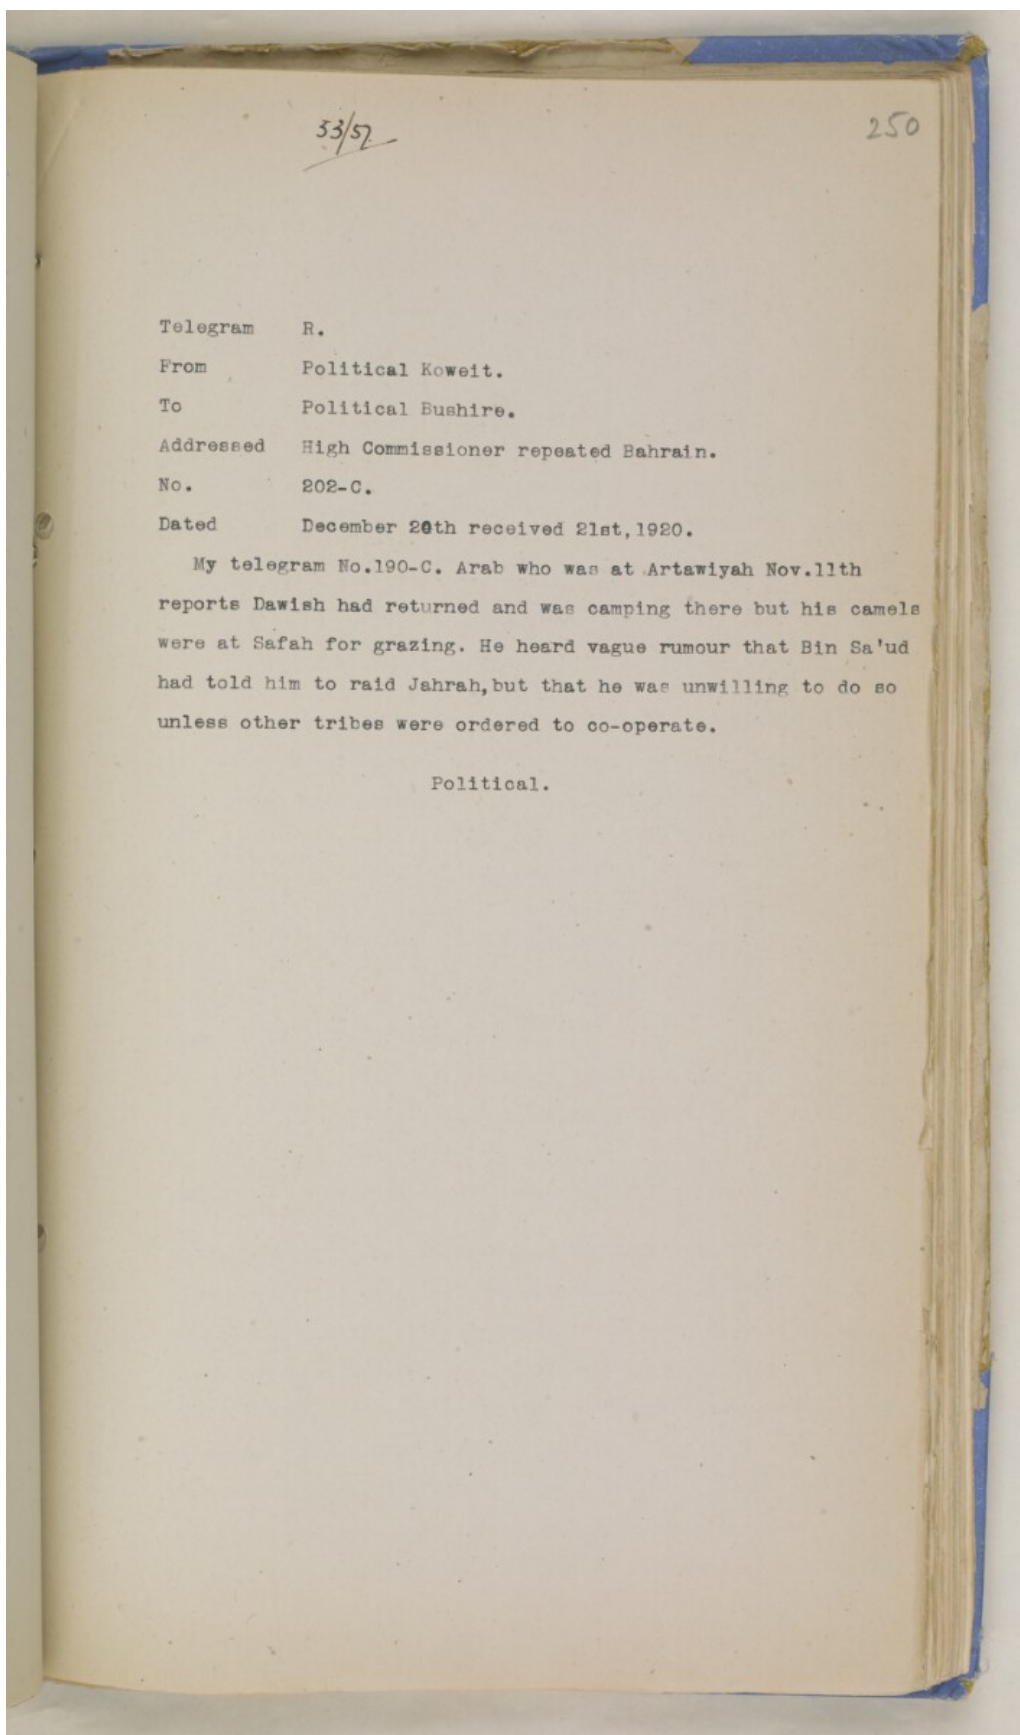 53/57
250
Telegram R.
From Political Koweit.
To Political Bushire.
Addressed High Commissioner repeated Bahrain.
No. 202-C.
Dated December 20th received 21st,1920.
My telegram No.190-C. Arab who was at Artawiyah Nov.11th
reports Dawish had returned and was camping there but his camels
were at Safah for grazing. He heard vague rumour that Bin Sa'ud
had told him to raid Jahrah,but that he was unwilling to do so
unless other tribes were ordered to co-operate.
Political.